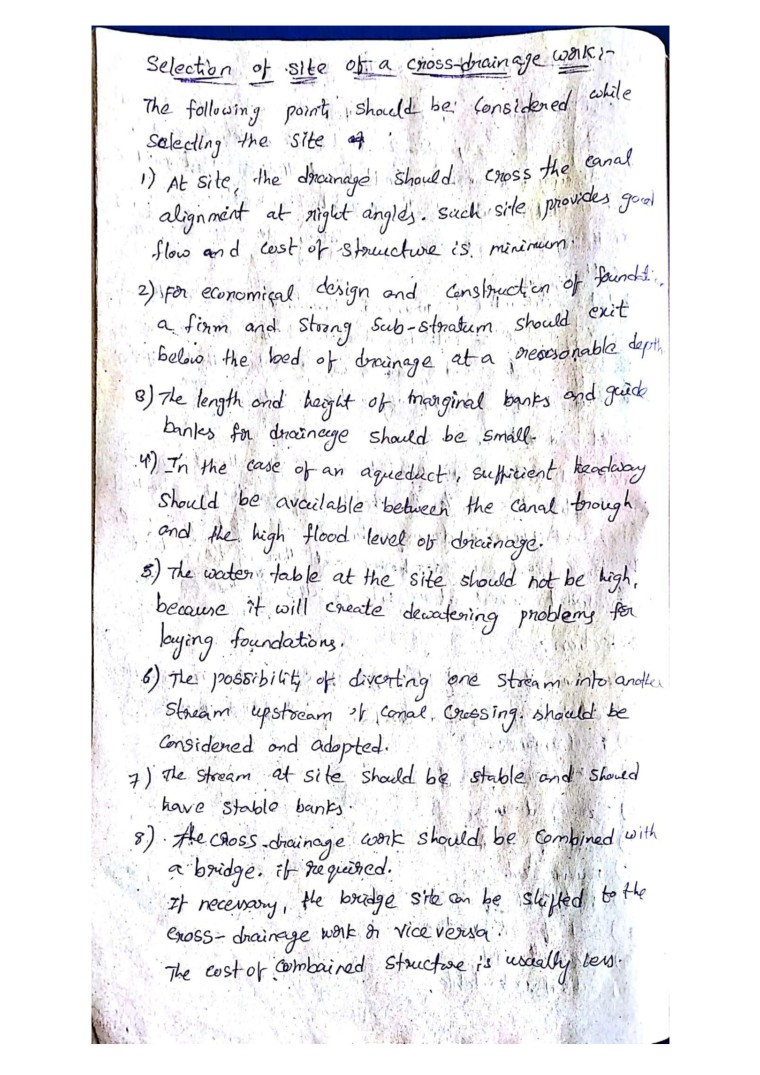 Selection of site of a cross-drainage work:-
The following point should be considered while
selecting the site of
1) At site, the drainage should cross the canal
alignment at right angles. Such site provides good
flow and cost of structure is minimum.
2) For economical design and construction of foundati
a firm and strong sub-stratum should exit
below the bed of drainage at a reasonable depth
3) The length and height of marginal banks and guide
banks for drainage should be small.
4) In the case of an aqueduct, sufficient headway
should be available between the canal trough
and the high flood level of drainage.
5.) The water table at the site should not be high,
because it will create dewatering problems for
laying foundations.
6) The possibility of diverting one stream into another
stream upstream of canal crossing should be
considered and adopted.
7) The stream at site should be stable and should
have stable banks.
8) The cross-drainage work should be combined with
a bridge. if required.
If necessary, the bridge site can be shifted to the
cross-drainage work or vice versa.
The cost of combained structure is usually less.